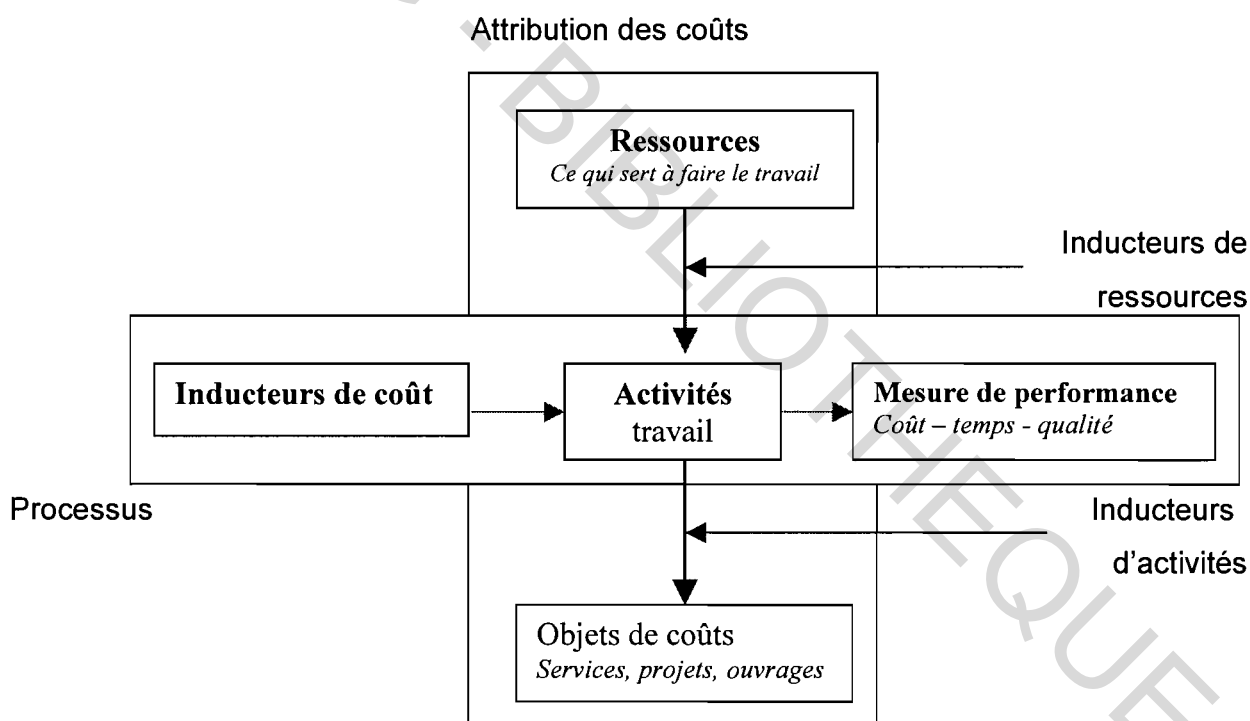 Attribution des coûts
Ressources
Ce qui sert à faire le travail
Inducteurs de
ressources
Inducteurs de coût
Activités
travail
Mesure de performance
Coût – temps - qualité
Processus
Inducteurs
d'activités
Objets de coûts
Services, projets, ouvrages
- BIBLIOTHEQUE